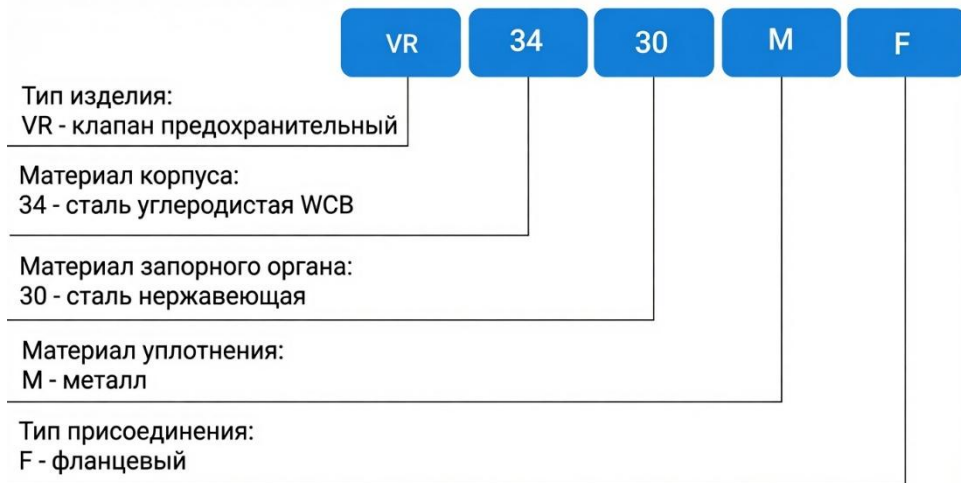 VR 34 30 M F
Тип изделия:
VR - клапан предохранительный
Материал корпуса:
34 - сталь углеродистая WCB
Материал запорного органа:
30 - сталь нержавеющая
Материал уплотнения:
М - металл
Тип присоединения:
F - фланцевый